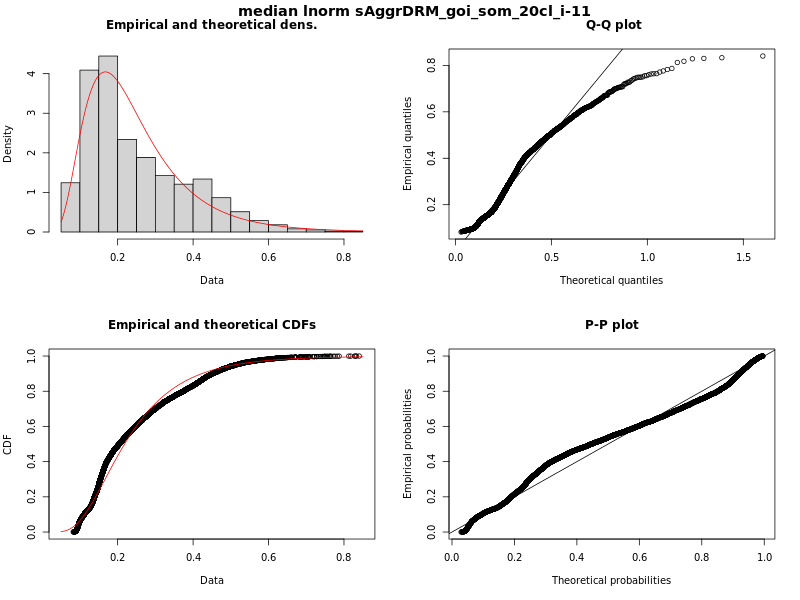 median lnorm sAggrDRM_goi_som_20cl_i-11
Empirical and theoretical dens.
Density
0 1 2 3 4
0.2 0.4 0.6 0.8
Data
Q-Q plot
Empirical quantiles
0.2 0.4 0.6 0.8
0.0 0.5 1.0 1.5
Theoretical quantiles
Empirical and theoretical CDFs
CDF
0.0 0.2 0.4 0.6 0.8 1.0
0.2 0.4 0.6 0.8
Data
P-P plot
Empirical probabilities
0.0 0.2 0.4 0.6 0.8 1.0
0.0 0.2 0.4 0.6 0.8 1.0
Theoretical probabilities